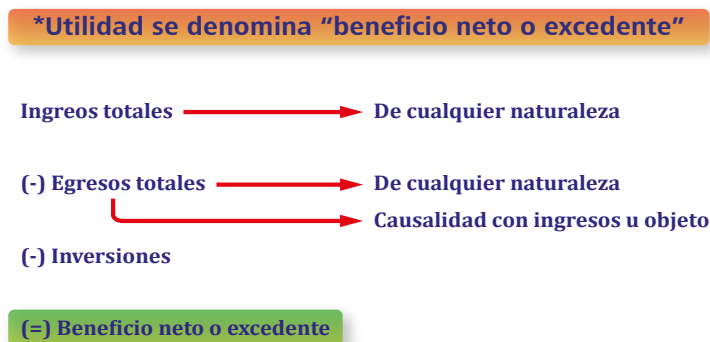 *Utilidad se denomina “beneficio neto o excedente”
Ingreos totales De cualquier naturaleza
(-) Egresos totales De cualquier naturaleza
Causalidad con ingresos u objeto
(-) Inversiones
(=) Beneficio neto o excedente